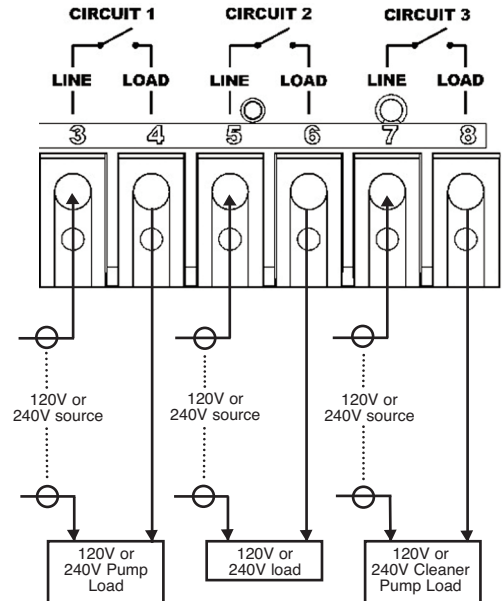 CIRCUIT 1 CIRCUIT 2 CIRCUIT 3
LINE LOAD LINE LOAD LINE LOAD
3 4 5 6 7 8
120V or 120V or 120V or
240V source 240V source 240V source
120V or 120V or 120V or
240V Pump 240V load 240V Cleaner
Load Pump Load